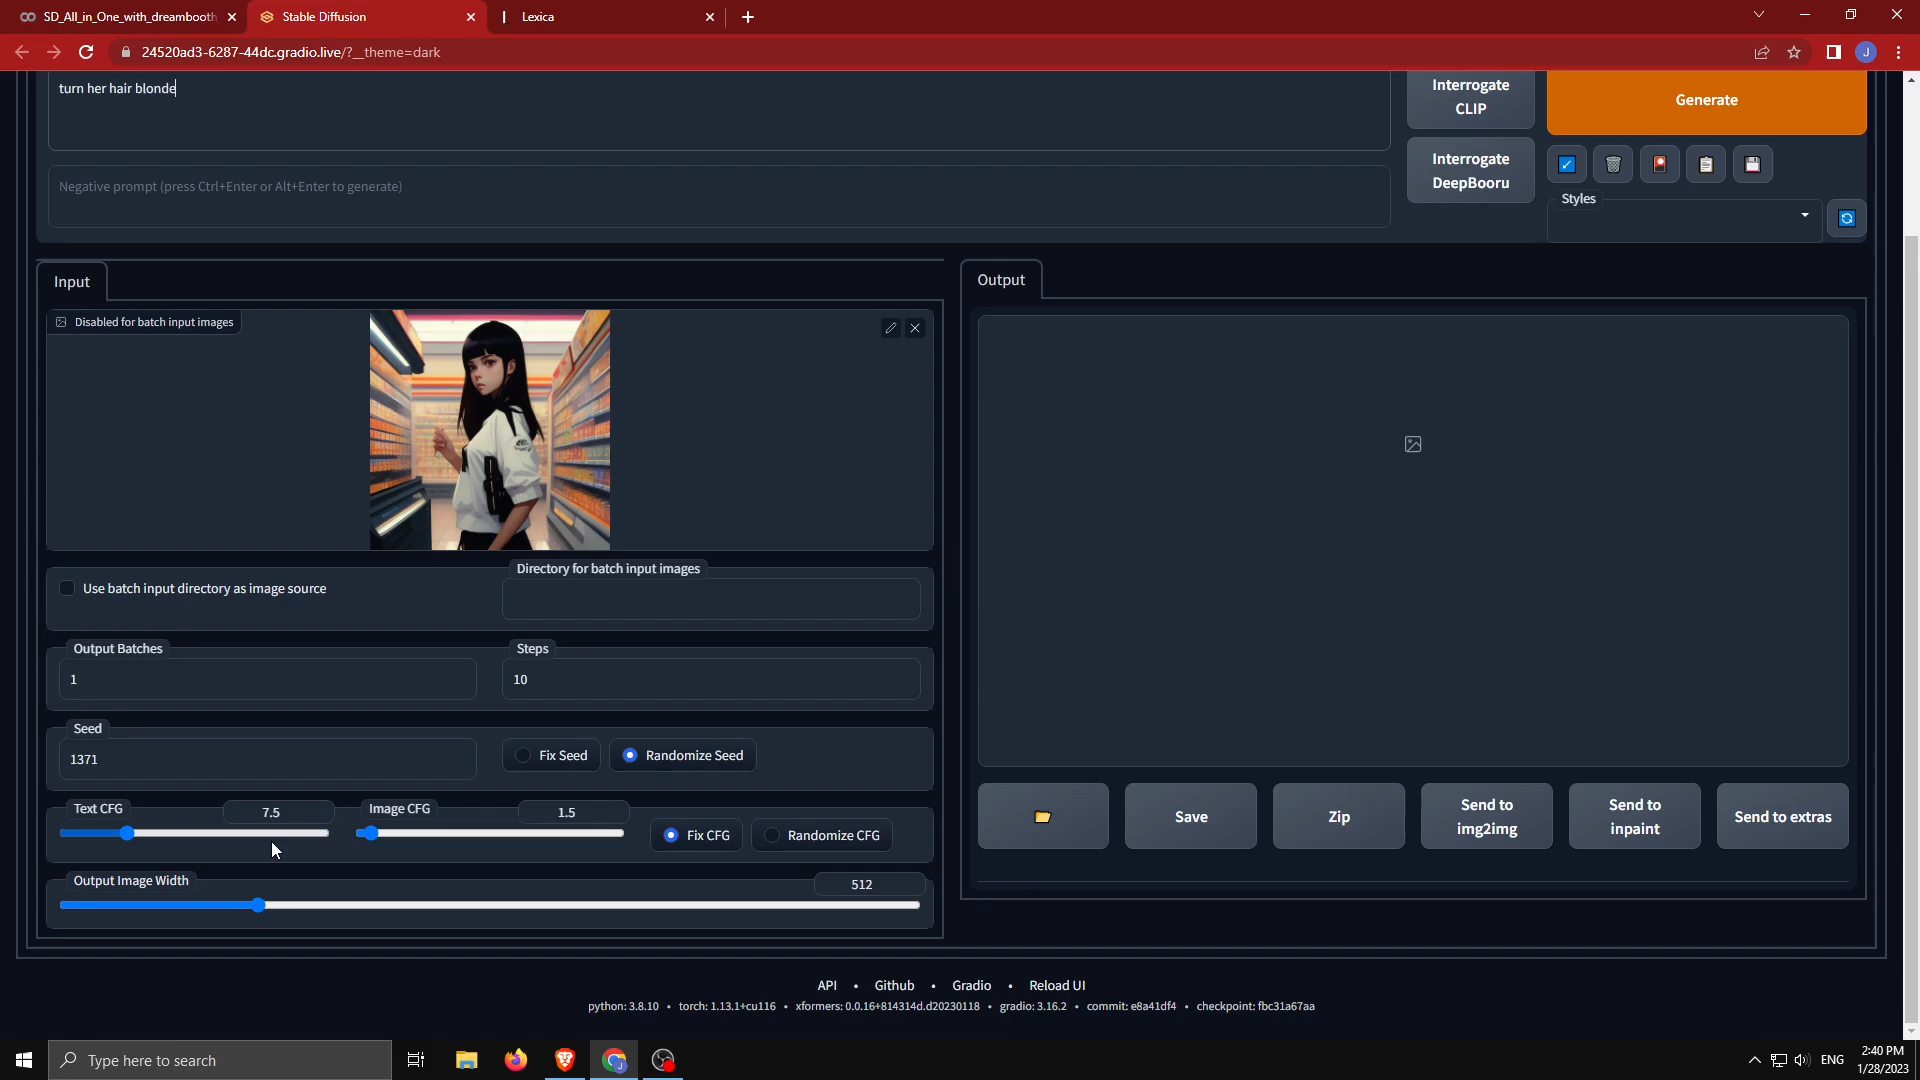 SD_All_in_One_with_dreambooth
Stable Diffusion
Lexica
24520ad3-6287-44dc.gradio.live/?__theme=dark
J
turn her hair blonde
Negative prompt (press Ctrl+Enter or Alt+Enter to generate)
Interrogate
CLIP
Interrogate
DeepBooru
Generate
Styles
Input
Disabled for batch input images
Use batch input directory as image source
Directory for batch input images
Output Batches
1
Steps
10
Seed
1371
Fix Seed
Randomize Seed
Text CFG
7.5
Image CFG
1.5
Fix CFG
Randomize CFG
Output Image Width
512
Output
Save
Zip
Send to
img2img
Send to
inpaint
Send to extras
API • Github • Gradio • Reload UI
python: 3.8.10 • torch: 1.13.1+cu116 • xformers: 0.0.16+814314d.d20230118 • gradio: 3.16.2 • commit: e8a41df4 • checkpoint: fbc31a67aa
Type here to search
ENG
2:40 PM
1/28/2023